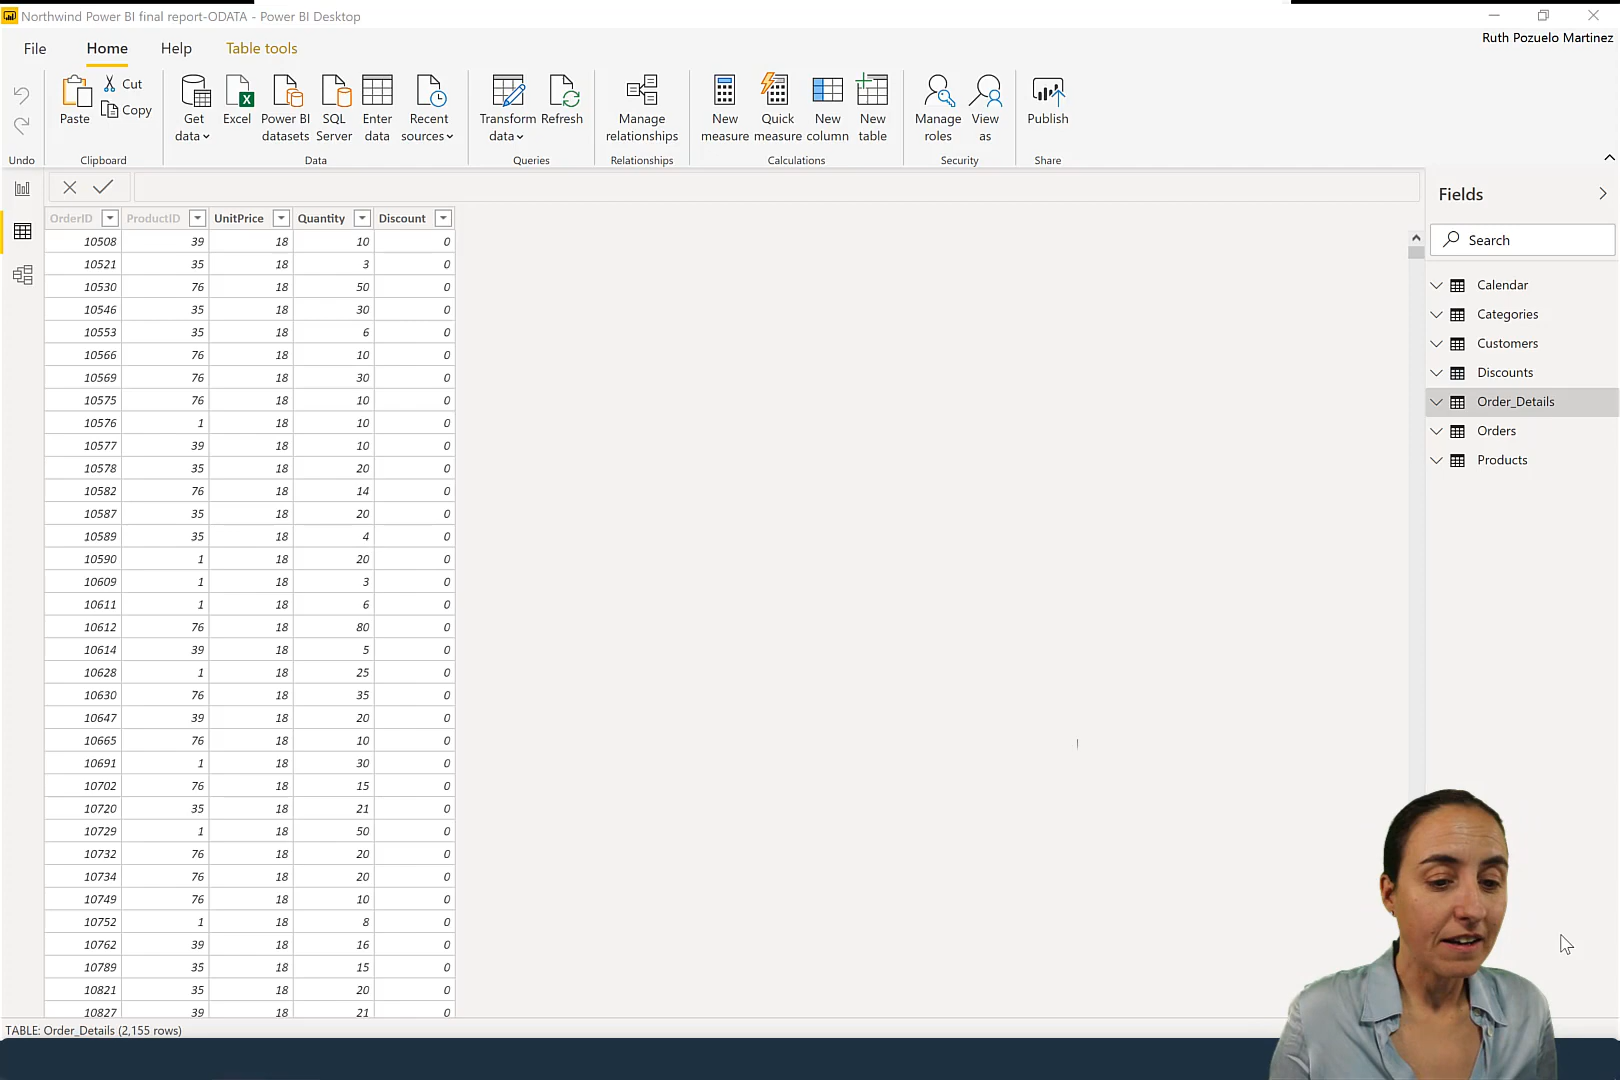 Northwind Power BI final report-ODATA - Power BI Desktop
Ruth Pozuelo Martinez
File Home Help Table tools
Paste
Cut
Copy
Get data
Excel
Power BI datasets
SQL Server
Enter data
Recent sources
Transform data
Refresh
Manage relationships
New measure
Quick measure
New column
New table
Manage roles
View as
Publish
Undo Clipboard Data Queries Relationships Calculations Security Share
OrderID ProductID UnitPrice Quantity Discount
10508 39 18 10 0
10521 35 18 3 0
10530 76 18 50 0
10546 35 18 30 0
10553 35 18 6 0
10566 76 18 10 0
10569 76 18 30 0
10575 76 18 10 0
10576 1 18 10 0
10577 39 18 10 0
10578 35 18 20 0
10582 76 18 14 0
10587 35 18 20 0
10589 35 18 4 0
10590 1 18 20 0
10609 1 18 3 0
10611 1 18 6 0
10612 76 18 80 0
10614 39 18 5 0
10628 1 18 25 0
10630 76 18 35 0
10647 39 18 20 0
10665 76 18 10 0
10691 1 18 30 0
10702 76 18 15 0
10720 35 18 21 0
10729 1 18 50 0
10732 76 18 20 0
10734 76 18 20 0
10749 76 18 10 0
10752 1 18 8 0
10762 39 18 16 0
10789 35 18 15 0
10821 35 18 20 0
10827 39 18 21 0
Fields
Search
Calendar
Categories
Customers
Discounts
Order_Details
Orders
Products
TABLE: Order_Details (2,155 rows)